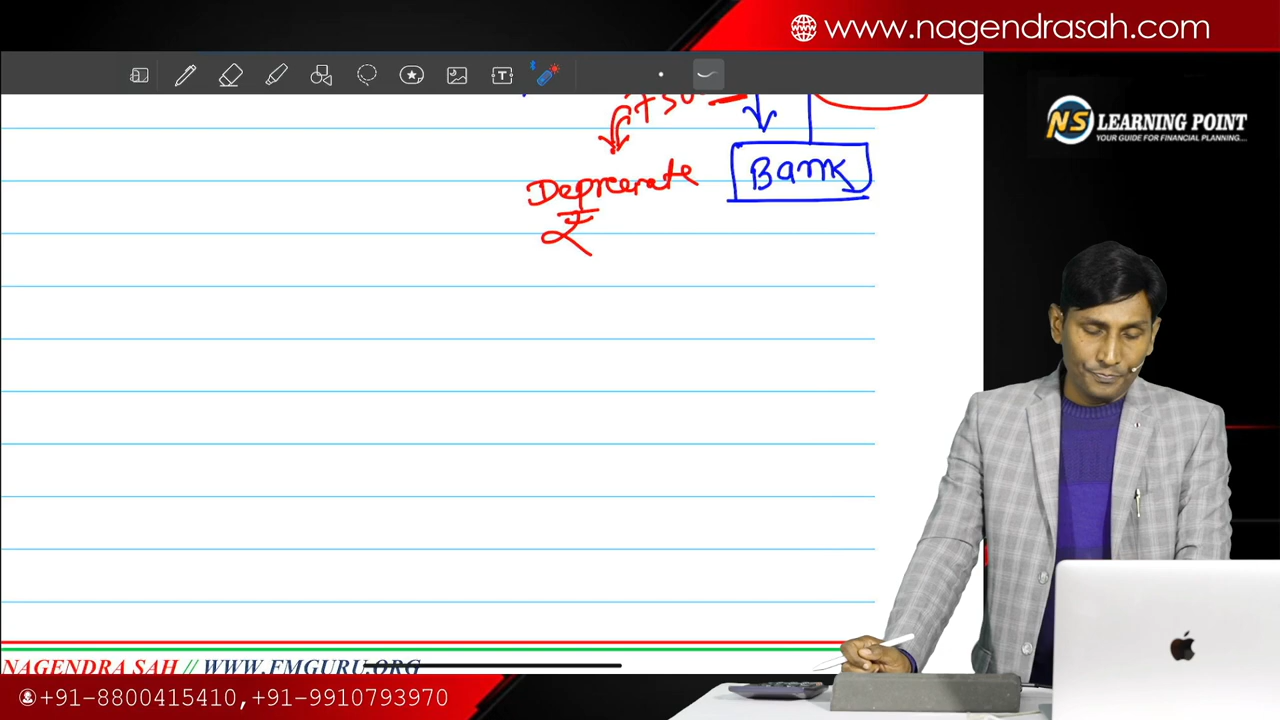 www.nagendrasah.com
NS LEARNING POINT
YOUR GUIDE FOR FINANCIAL PLANNING....
Bank
₹
NAGENDRA SAH // WWW.FMGURU.ORG
+91-8800415410,+91-9910793970